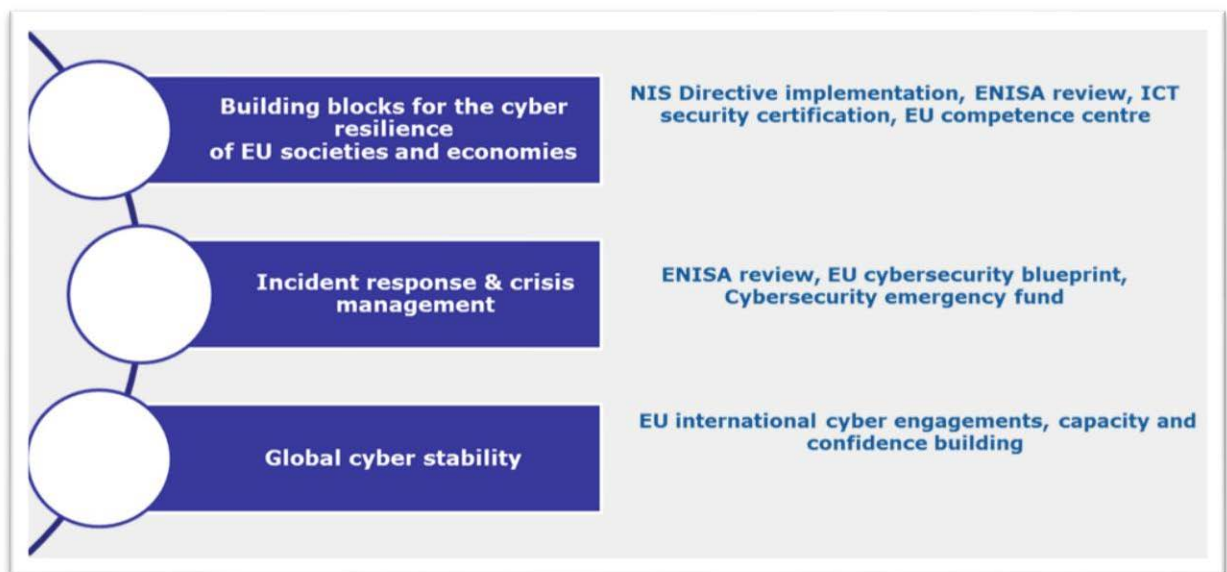 Building blocks for the cyber
resilience
of EU societies and economies
NIS Directive implementation, ENISA review, ICT
security certification, EU competence centre
Incident response & crisis
management
ENISA review, EU cybersecurity blueprint,
Cybersecurity emergency fund
Global cyber stability
EU international cyber engagements, capacity and
confidence building